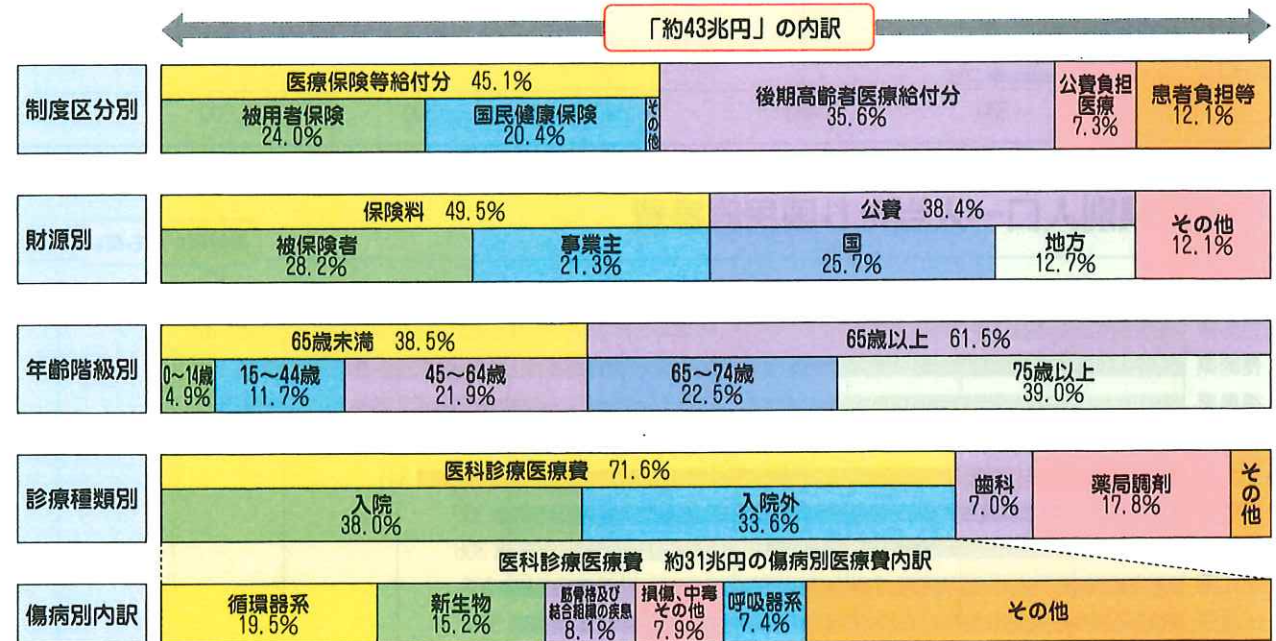 「約43兆円」の内訳
制度区分別
医療保険等給付分 45.1%
被用者保険
24.0%
国民健康保険
20.4%
その他
後期高齢者医療給付分
35.6%
公費負担
医療
7.3%
患者負担等
12.1%
財源別
保険料 49.5%
被保険者
28.2%
事業主
21.3%
公費 38.4%
国
25.7%
地方
12.7%
その他
12.1%
年齢階級別
65歳未満 38.5%
0〜14歳
4.9%
15〜44歳
11.7%
45〜64歳
21.9%
65歳以上 61.5%
65〜74歳
22.5%
75歳以上
39.0%
診療種類別
医科診療医療費 71.6%
入院
38.0%
入院外
33.6%
歯科
7.0%
薬局調剤
17.8%
その他
医科診療医療費 約31兆円の傷病別医療費内訳
傷病別内訳
循環器系
19.5%
新生物
15.2%
筋骨格及び
結合組織の疾患
8.1%
損傷、中毒
その他
7.9%
呼吸器系
7.4%
その他